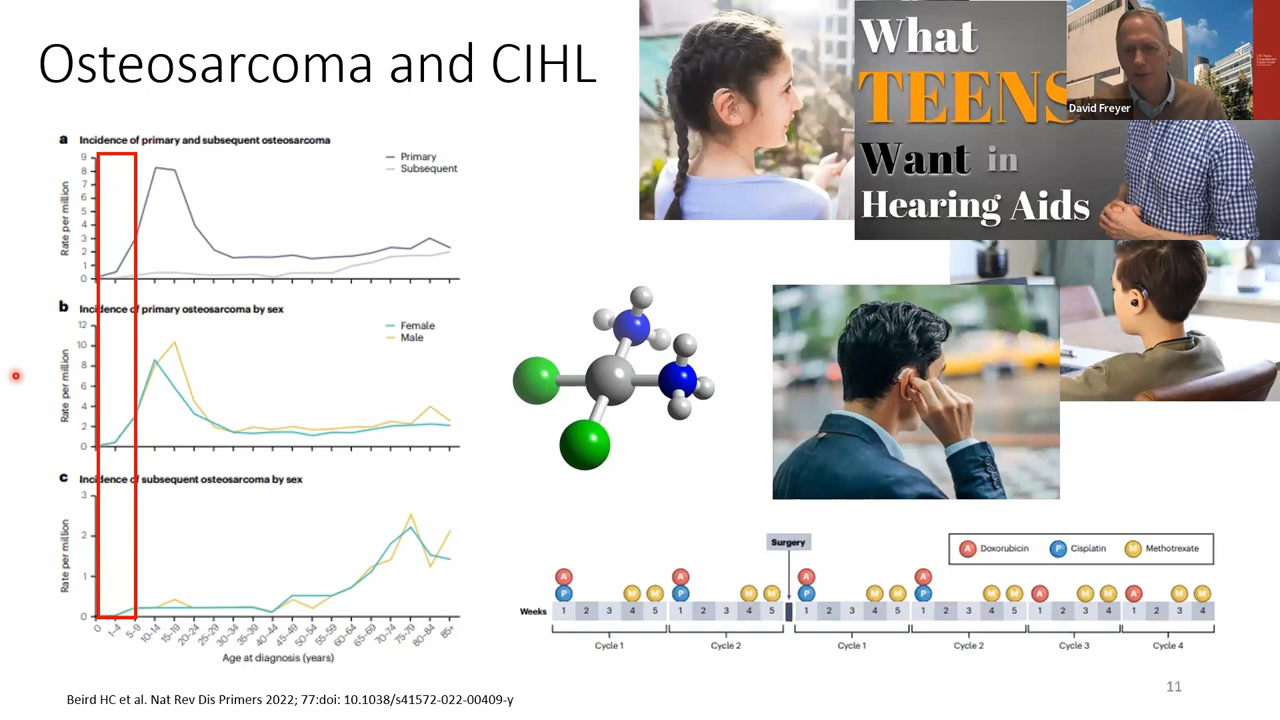 Osteosarcoma and CIHL
a Incidence of primary and subsequent osteosarcoma
Primary
Subsequent
Rate per million
9
8
7
6
5
4
3
2
1
0
b Incidence of primary osteosarcoma by sex
Female
Male
Rate per million
12
10
8
6
4
2
0
c Incidence of subsequent osteosarcoma by sex
Rate per million
3
2
1
0
0 1-4 5-9 10-14 15-19 20-24 25-29 30-34 35-39 40-44 45-49 50-54 55-59 60-64 65-69 70-74 75-79 80-84 85+
Age at diagnosis (years)
Beird HC et al. Nat Rev Dis Primers 2022; 77:doi: 10.1038/s41572-022-00409-y
What
TEENS
Want in
Hearing Aids
David Freyer
Surgery
A Doxorubicin P Cisplatin M Methotrexate
A A A A
P M M P M M P M M P M M A M M A M M
Weeks 1 2 3 4 5 1 2 3 4 5 1 2 3 4 5 1 2 3 4 5 1 2 3 4 1 2 3 4
Cycle 1 Cycle 2 Cycle 1 Cycle 2 Cycle 3 Cycle 4
11